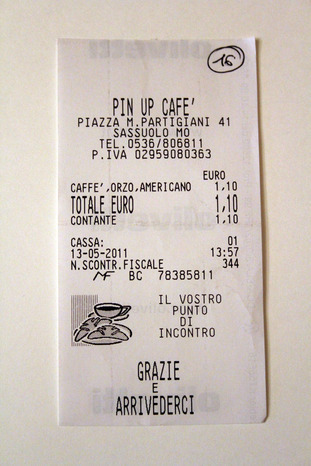 16
PIN UP CAFE'
PIAZZA M.PARTIGIANI 41
SASSUOLO MO
TEL.0536/806811
P.IVA 02959080363
EURO
CAFFE',ORZO,AMERICANO 1,10
TOTALE EURO 1,10
CONTANTE 1,10
CASSA: 01
13-05-2011 13:57
N.SCONTR.FISCALE 344
MF BC 78385811
IL VOSTRO
PUNTO
DI
INCONTRO
GRAZIE
E
ARRIVEDERCI